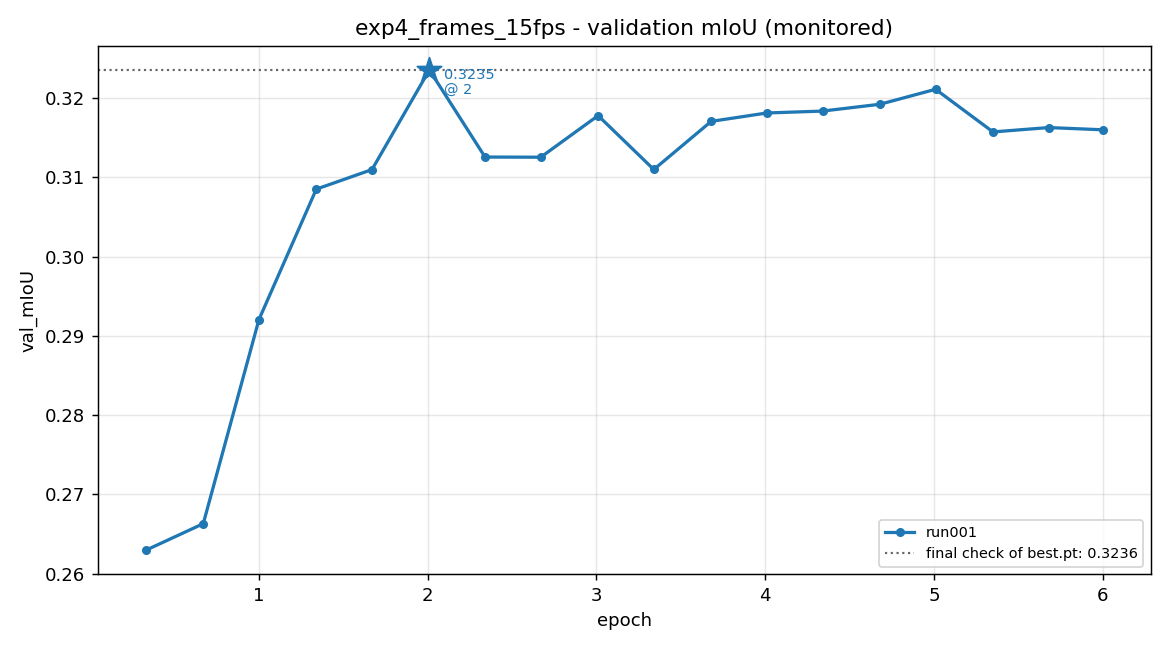 exp4_frames_15fps - validation mIoU (monitored)
0.3235
@ 2
0.32
0.31
0.30
0.29
0.28
0.27
0.26
val_mIoU
run001
final check of best.pt: 0.3236
1 2 3 4 5 6
epoch